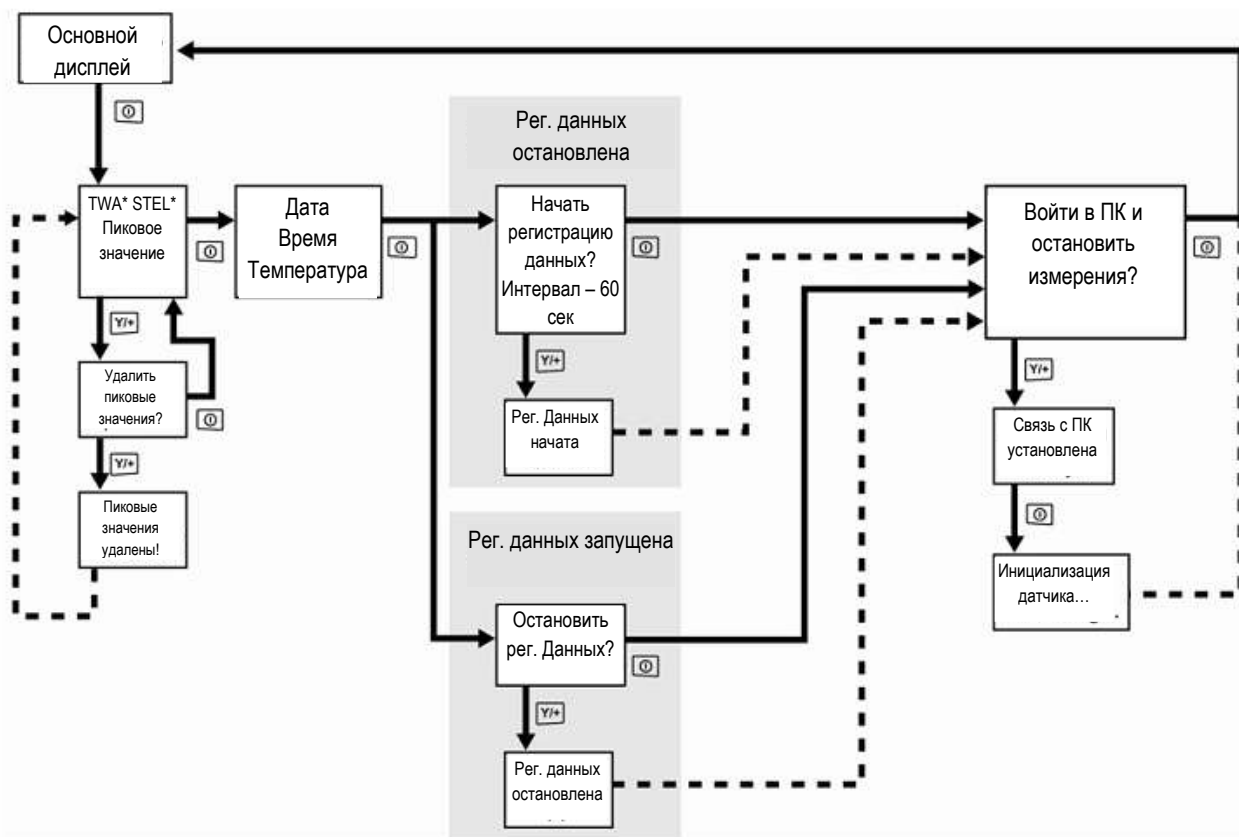 Основной
дисплей
Рег. данных
остановлена
TWA* STEL*
Пиковое
значение
Дата
Время
Температура
Начать
регистрацию
данных?
Интервал – 60
сек
Войти в ПК и
остановить
измерения?
Y/+
Удалить
пиковые
значения?
Y/+
Пиковые
значения
удалены!
Y/+
Рег. Данных
начата
Рег. данных запущена
Остановить
рег. Данных?
Y/+
Рег. данных
остановлена
Y/+
Связь с ПК
установлена
Инициализация
датчика…